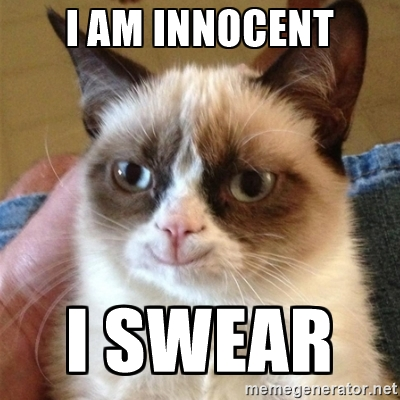 I AM INNOCENT
I SWEAR
memegenerator.net